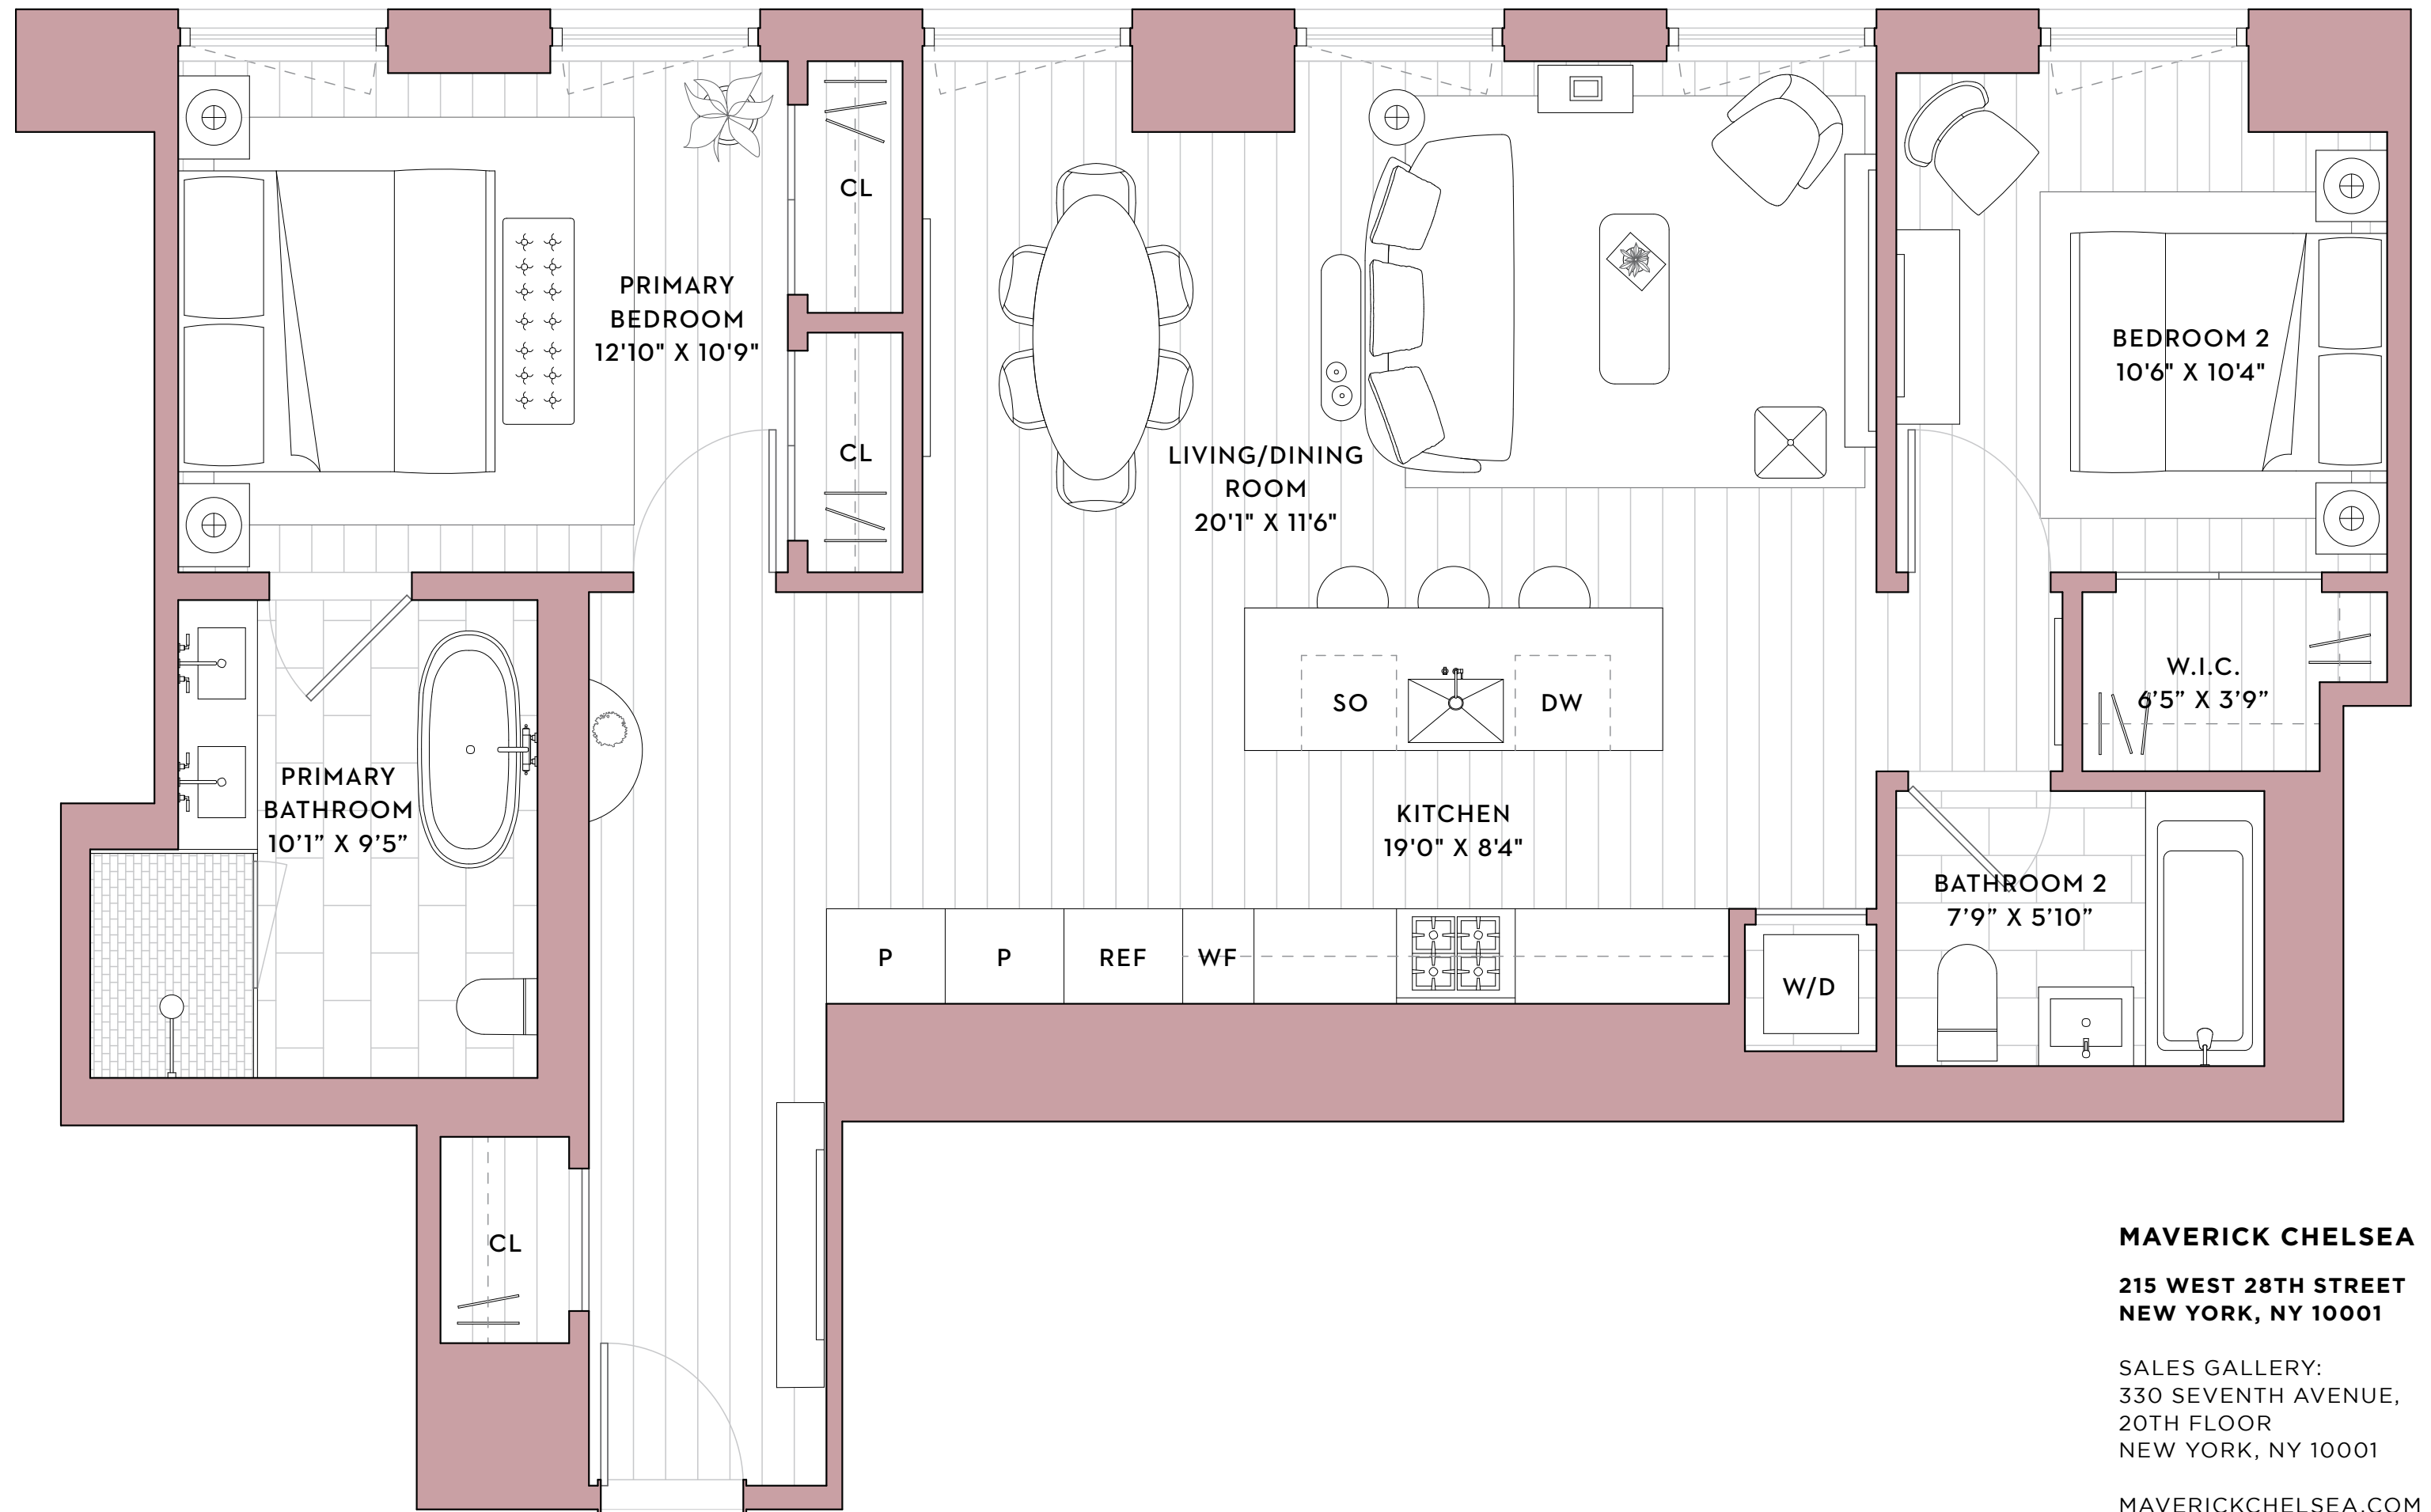 PRIMARY
BEDROOM
12'10" X 10'9"
CL
CL
LIVING/DINING
ROOM
20'1" X 11'6"
BEDROOM 2
10'6" X 10'4"
W.I.C.
6’5” X 3’9”
SO
DW
PRIMARY
BATHROOM
10’1” X 9’5”
KITCHEN
19'0" X 8'4"
BATHROOM 2
7’9” X 5’10”
P
P
REF
WF
W/D
CL
MAVERICK CHELSEA
215 WEST 28TH STREET
NEW YORK, NY 10001
SALES GALLERY:
330 SEVENTH AVENUE,
20TH FLOOR
NEW YORK, NY 10001
MAVERICKCHELSEA.COM